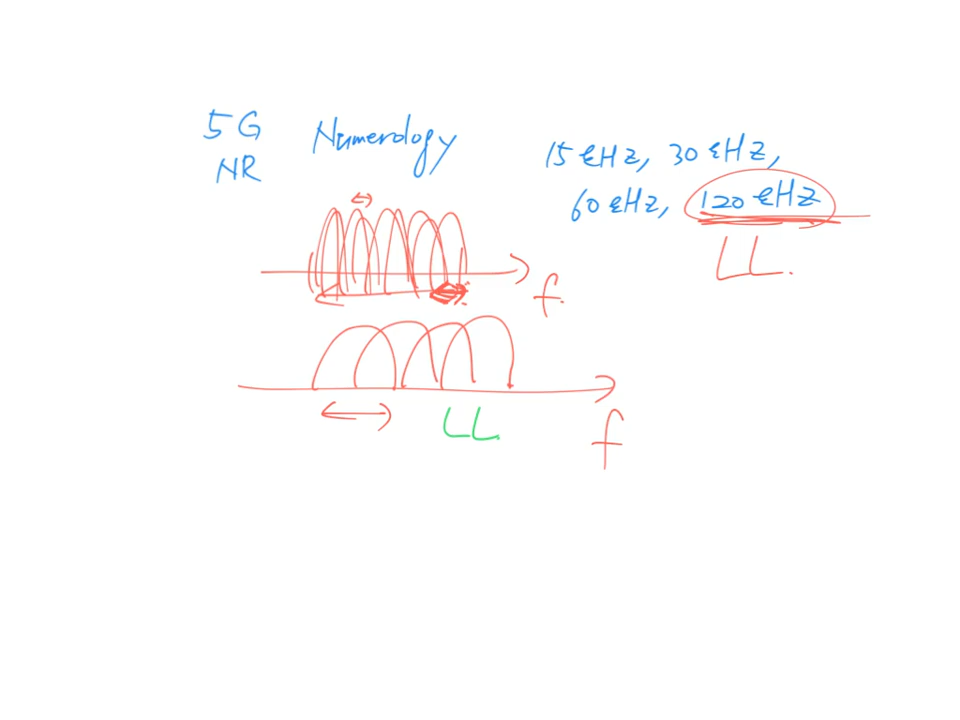 5G Numerology
NR
15 kHz, 30 kHz,
60 kHz, 120 kHz
LL.
f.
LL.
f